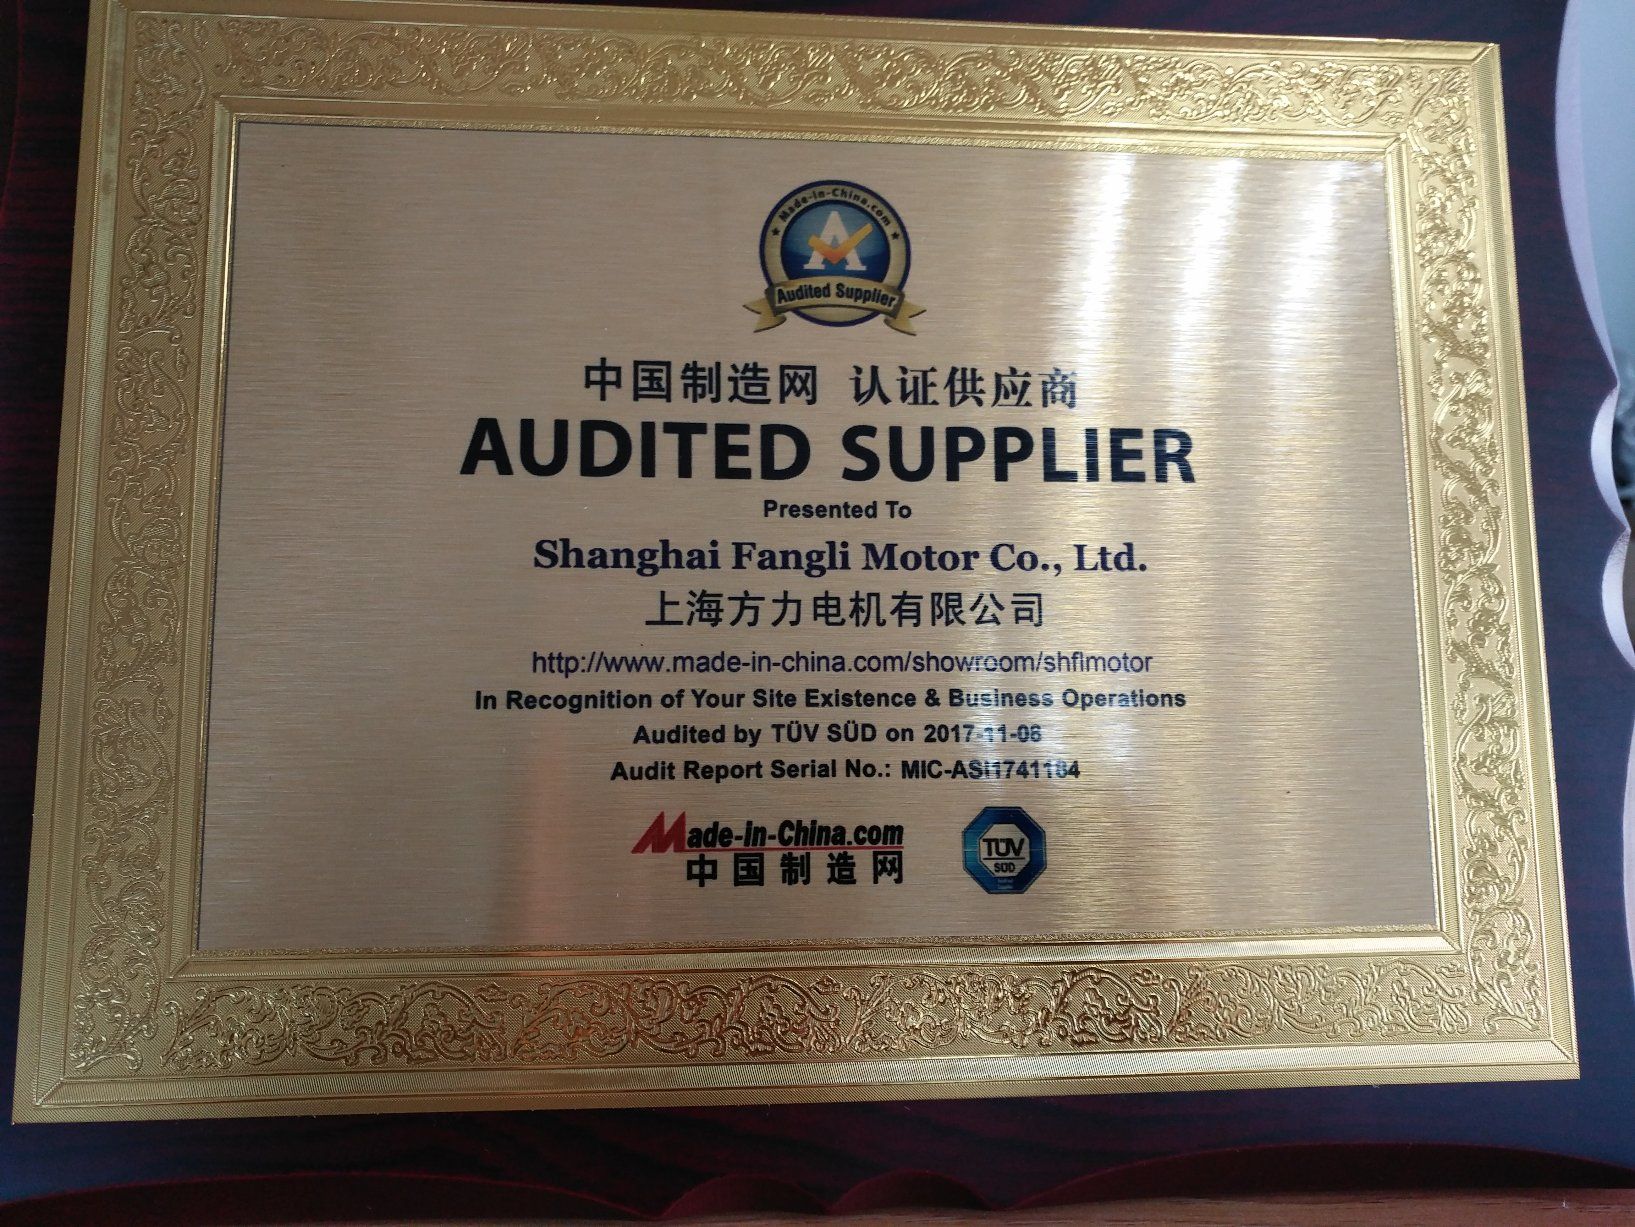 Made-in-China.com
A
Audited Supplier
中国制造网 认证供应商
AUDITED SUPPLIER
Presented To
Shanghai Fangli Motor Co., Ltd.
上海方力电机有限公司
http://www.made-in-china.com/showroom/shflmotor
In Recognition of Your Site Existence & Business Operations
Audited by TÜV SÜD on 2017-11-06
Audit Report Serial No.: MIC-ASI1741184
Made-in-China.com
中国制造网
TÜV
SÜD